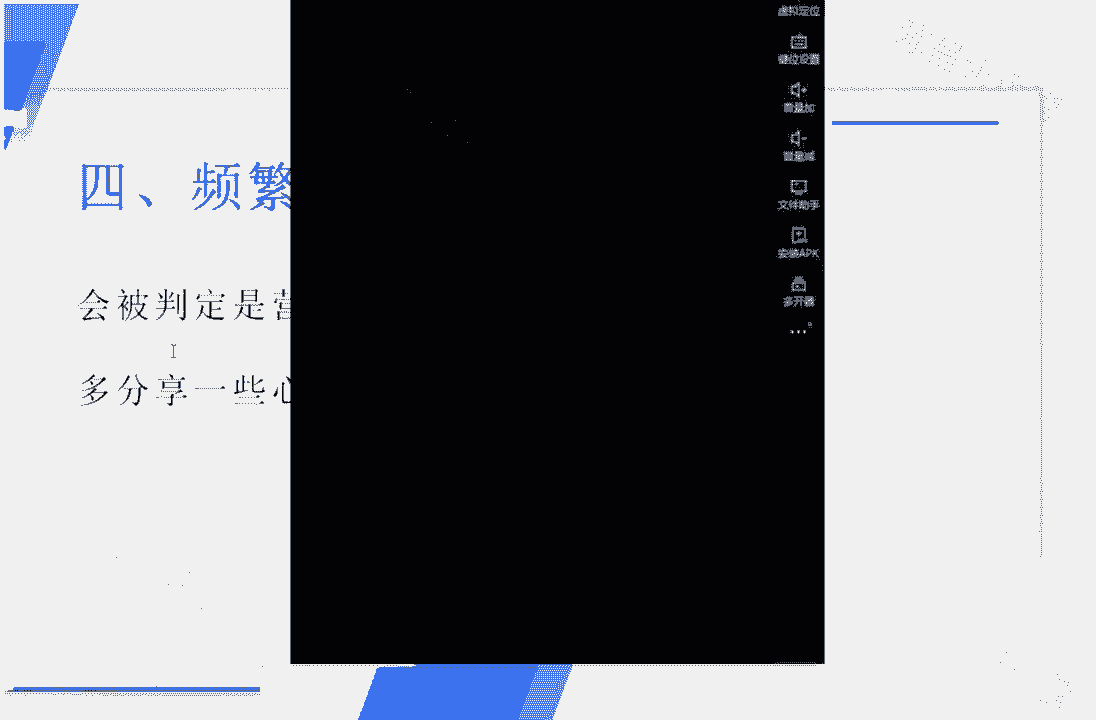 虚拟定位
键位设置
音量加
音量减
四、频繁
文件助手
安装APK
多开器
会被判定是营
多分享一些心